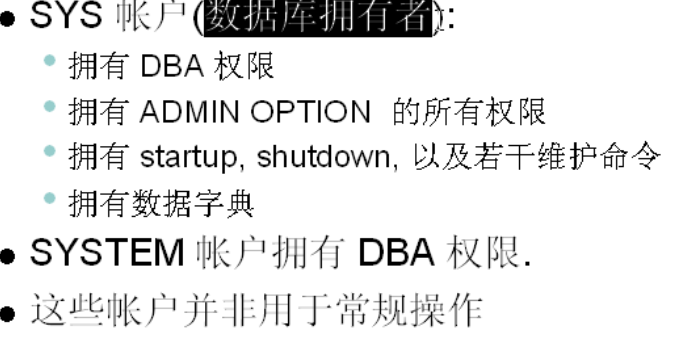 SYS 帐户(数据库拥有者):
拥有 DBA 权限
拥有 ADMIN OPTION 的所有权限
拥有 startup, shutdown, 以及若干维护命令
拥有数据字典
SYSTEM 帐户拥有 DBA 权限.
这些帐户并非用于常规操作